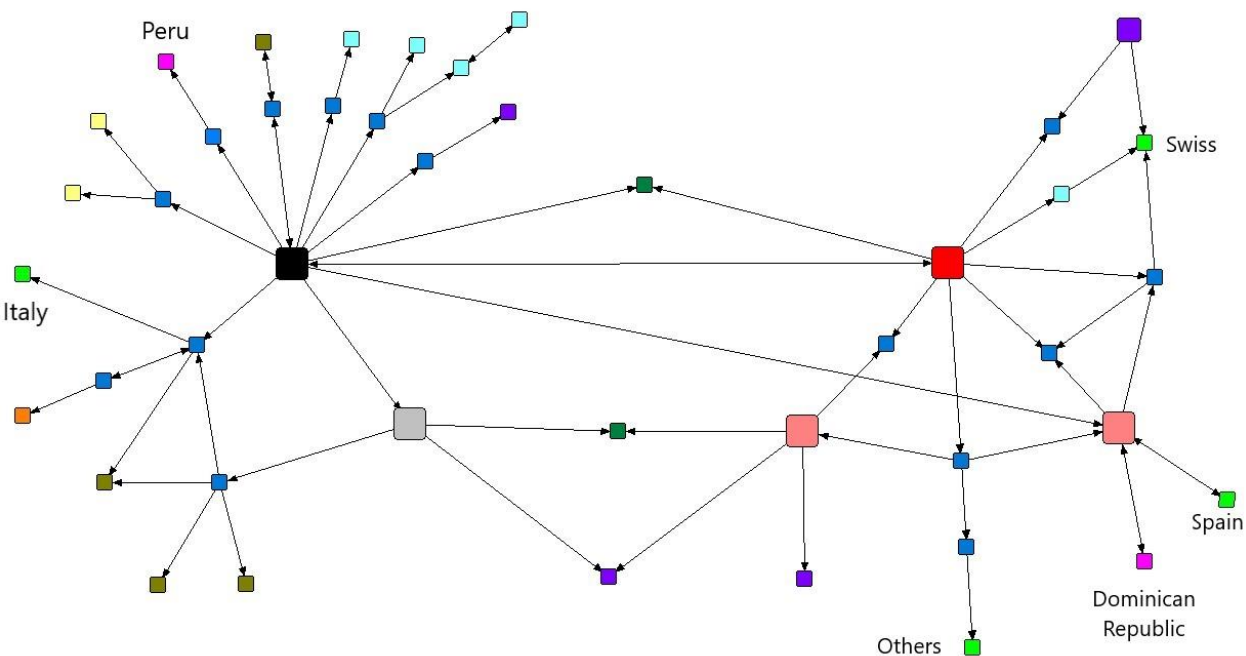 Peru
Swiss
Italy
Spain
Dominican
Republic
Others